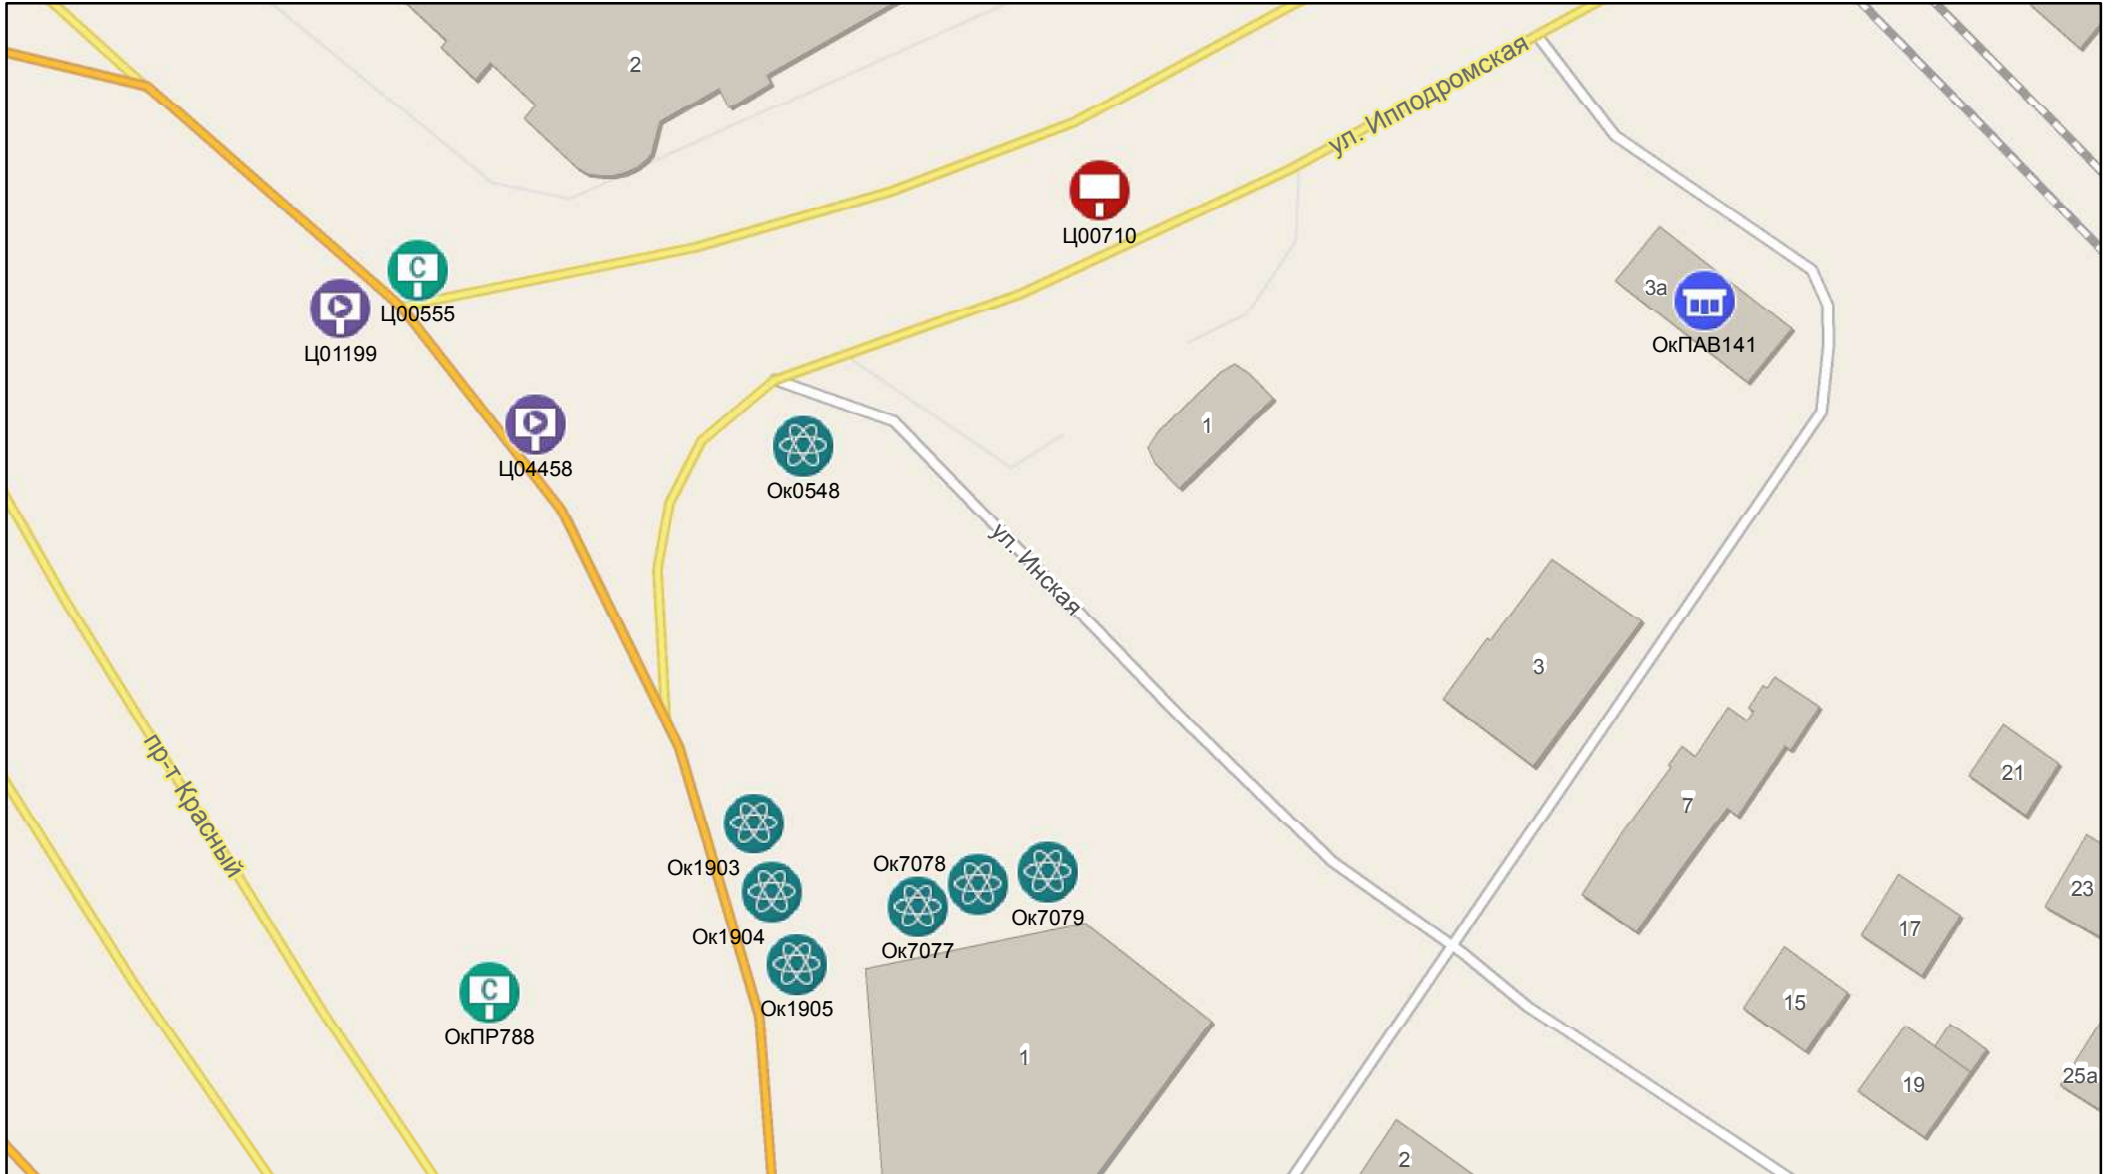 2
ул. Ипподромская
Ц00710
С
Ц00555
Ц01199
3а
ОкПАВ141
Ц04458
1
Ок0548
ул. Инская
3
пр-т Красный
7
21
Ок1903
Ок7078
Ок7079
23
Ок1904
Ок7077
17
С
ОкПР788
Ок1905
15
1
19
25а
2